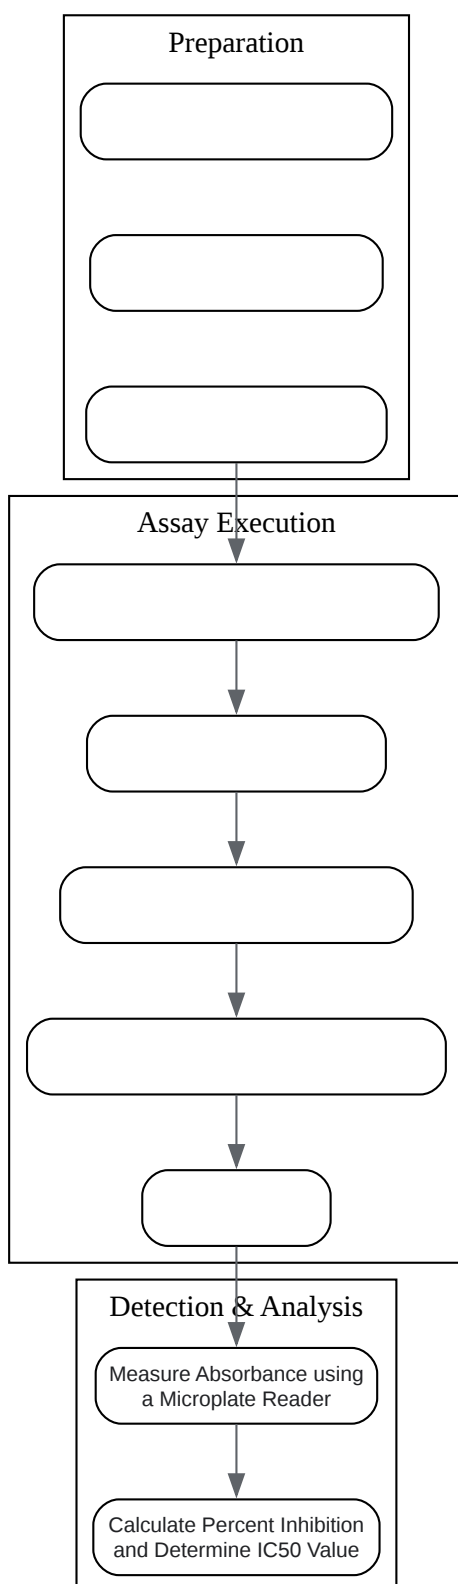 Preparation
Assay Execution
Detection & Analysis
Measure Absorbance using
a Microplate Reader
Calculate Percent Inhibition
and Determine IC50 Value